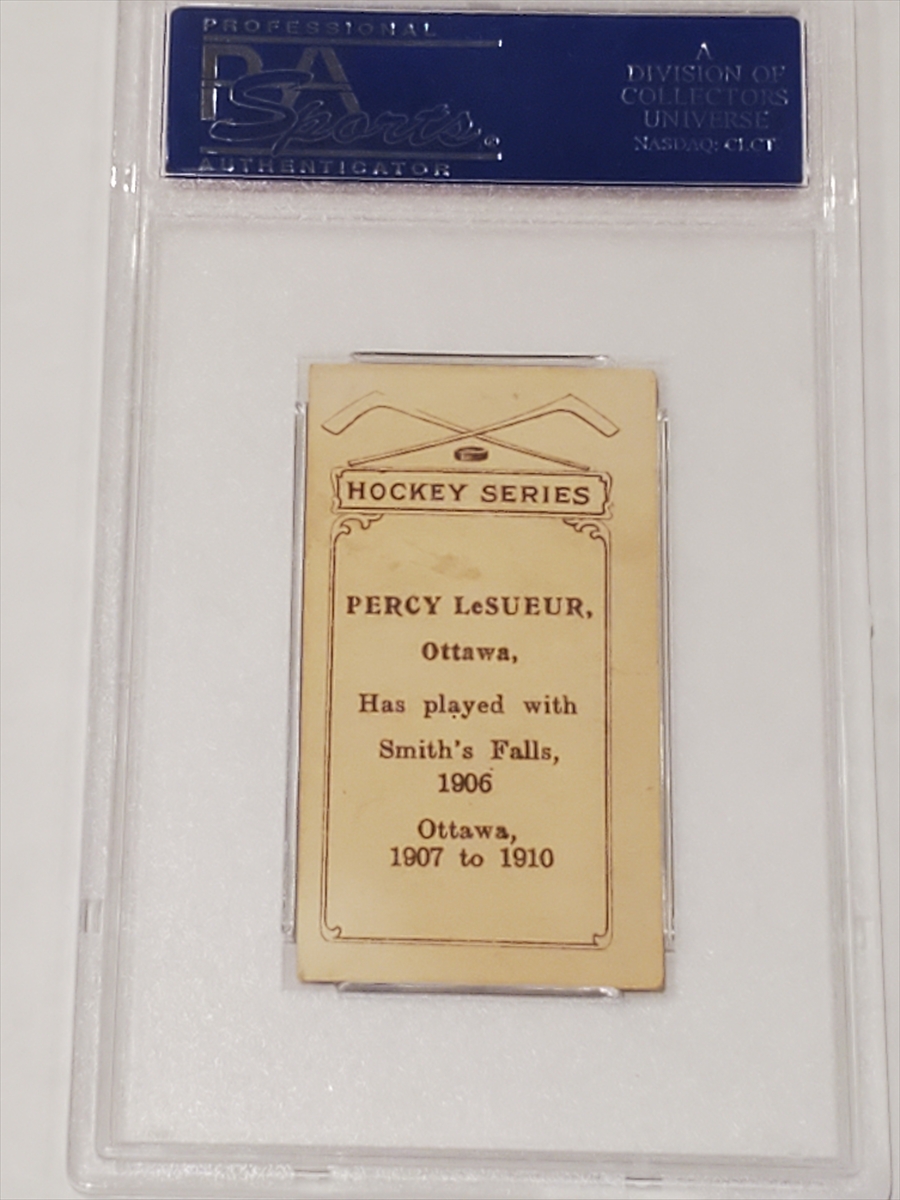 PROFESSIONAL
PSA
Sports®
AUTHENTICATOR
A
DIVISION OF
COLLECTORS
UNIVERSE
NASDAQ: CLCT
HOCKEY SERIES
PERCY LeSUEUR,
Ottawa,
Has played with
Smith's Falls,
1906
Ottawa,
1907 to 1910